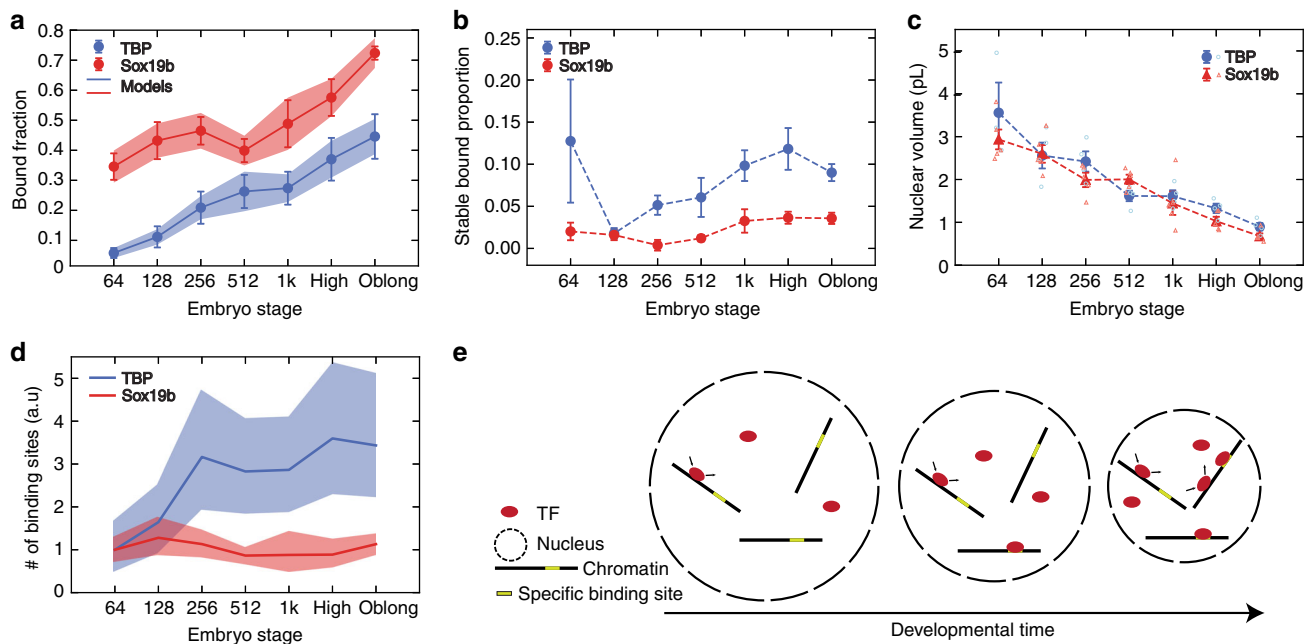 a
Bound fraction
0.8
0.7
0.6
0.5
0.4
0.3
0.2
0.1
0
TBP
Sox19b
Models
64 128 256 512 1k High Oblong
Embryo stage
b
Stable bound proportion
0.25
0.20
0.15
0.10
0.05
0.00
TBP
Sox19b
64 128 256 512 1k High Oblong
Embryo stage
c
Nuclear volume (pL)
5
4
3
2
1
0
TBP
Sox19b
64 128 256 512 1k High Oblong
Embryo stage
d
# of binding sites (a.u)
5
4
3
2
1
0
TBP
Sox19b
64 128 256 512 1k High Oblong
Embryo stage
e
TF
Nucleus
Chromatin
Specific binding site
Developmental time